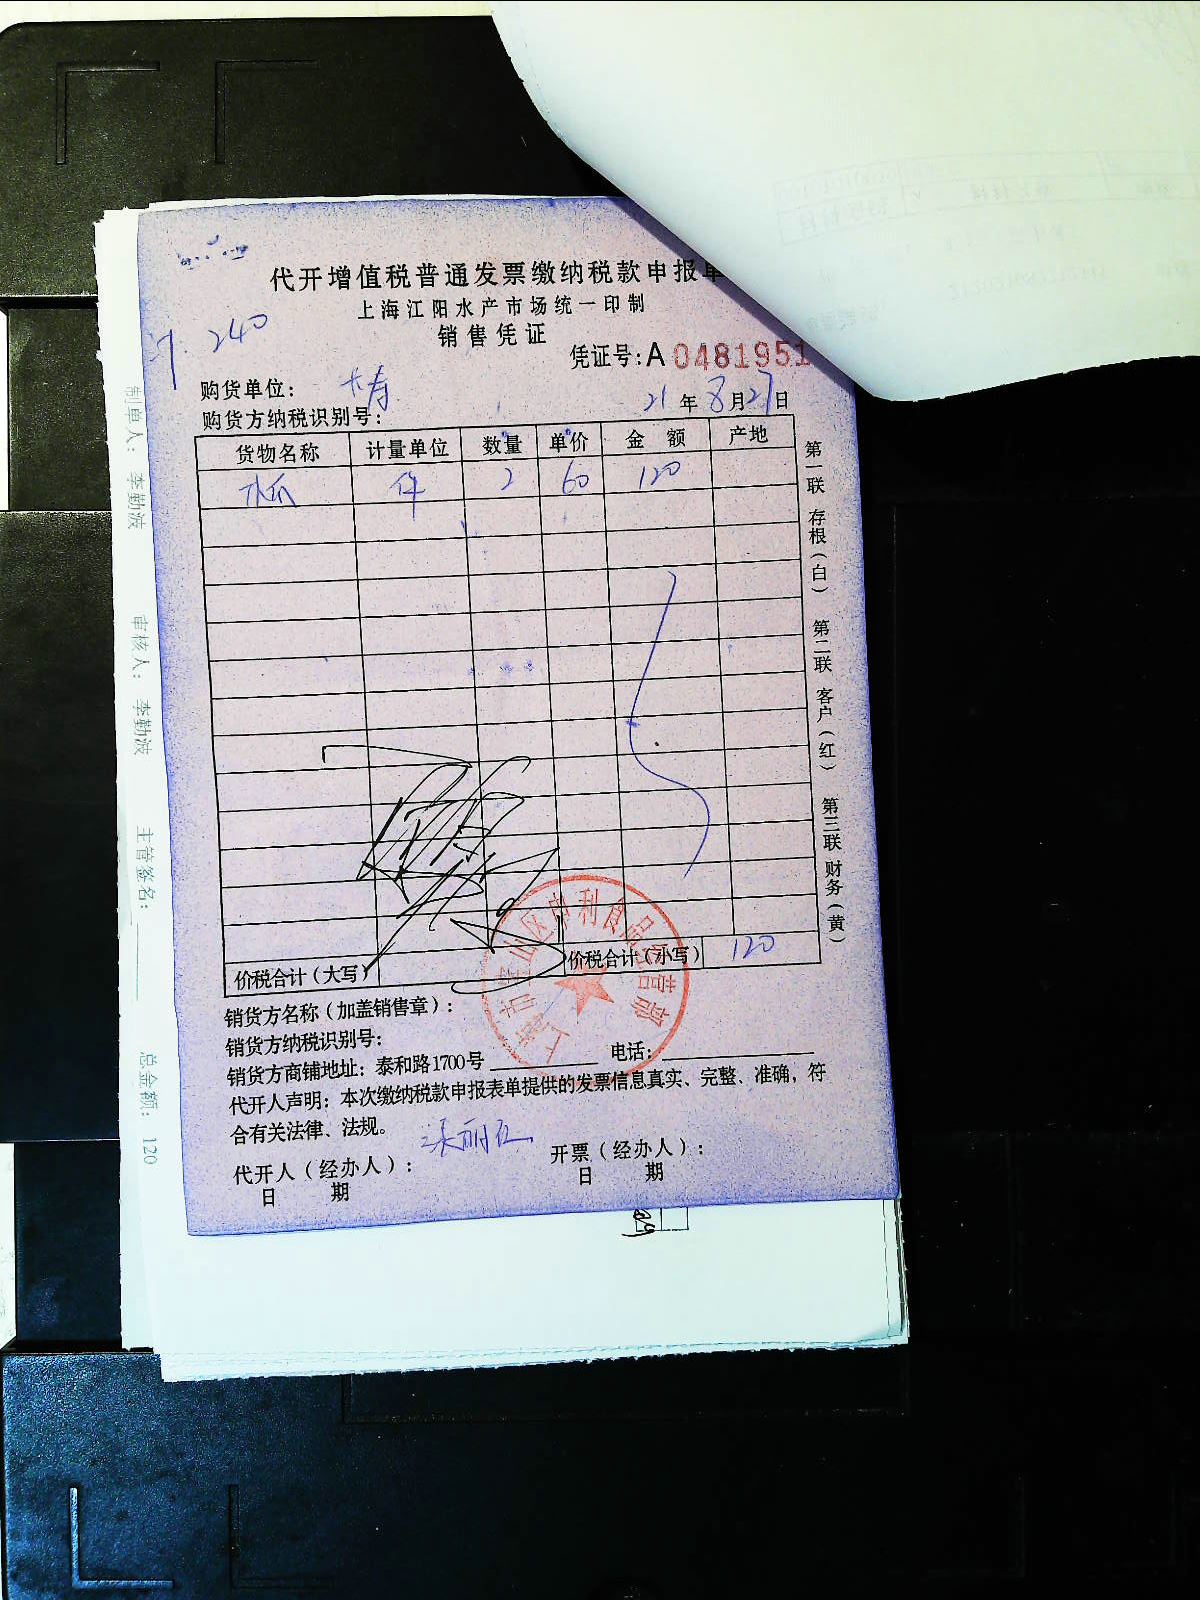 代开增值税普通发票缴纳税款申报单
上海江阳水产市场统一印制
销售凭证
240
凭证号:A 0481951
购货单位:
21 年 8 月 27 日
购货方纳税识别号:
货物名称 计量单位 数量 单价 金 额 产地
件 2 60 120
价税合计(大写) 价税合计(小写) 120
销货方名称(加盖销售章):
销货方纳税识别号:
销货方商铺地址: 泰和路1700号 电话:
代开人声明: 本次缴纳税款申报表单提供的发票信息真实、完整、准确, 符
合有关法律、法规。
代开人(经办人): 开票(经办人):
日 期 日 期
第一联 存根(白) 第二联 客户(红) 第三联 财务(黄)
制单人: 李勤波 审核人: 李勤波 主管签名: 总金额: 120